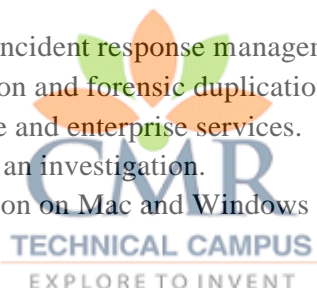 ncident response manager
on and forensic duplicatio
e and enterprise services.
an investigation.
on on Mac and Windows
CMR
TECHNICAL CAMPUS
EXPLORE TO INVENT